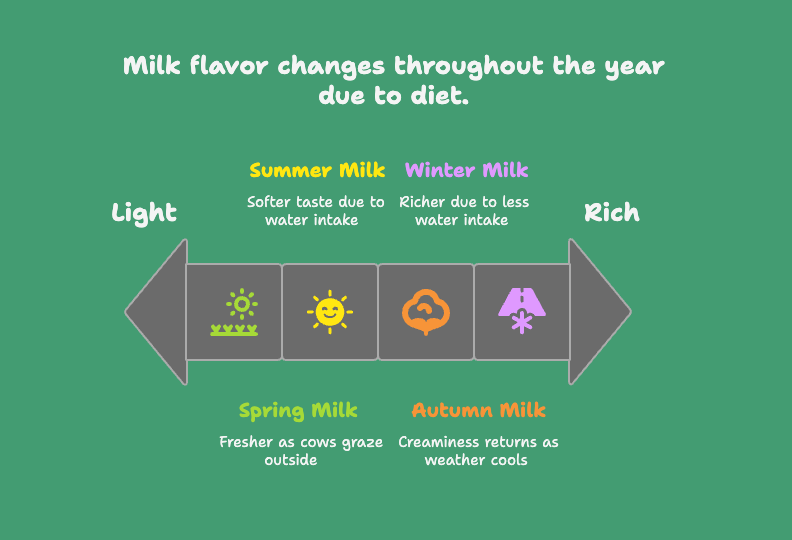 Milk flavor changes throughout the year
due to diet.
Summer Milk
Softer taste due to
water intake
Winter Milk
Richer due to less
water intake
Light
Rich
Spring Milk
Fresher as cows graze
outside
Autumn Milk
Creaminess returns as
weather cools